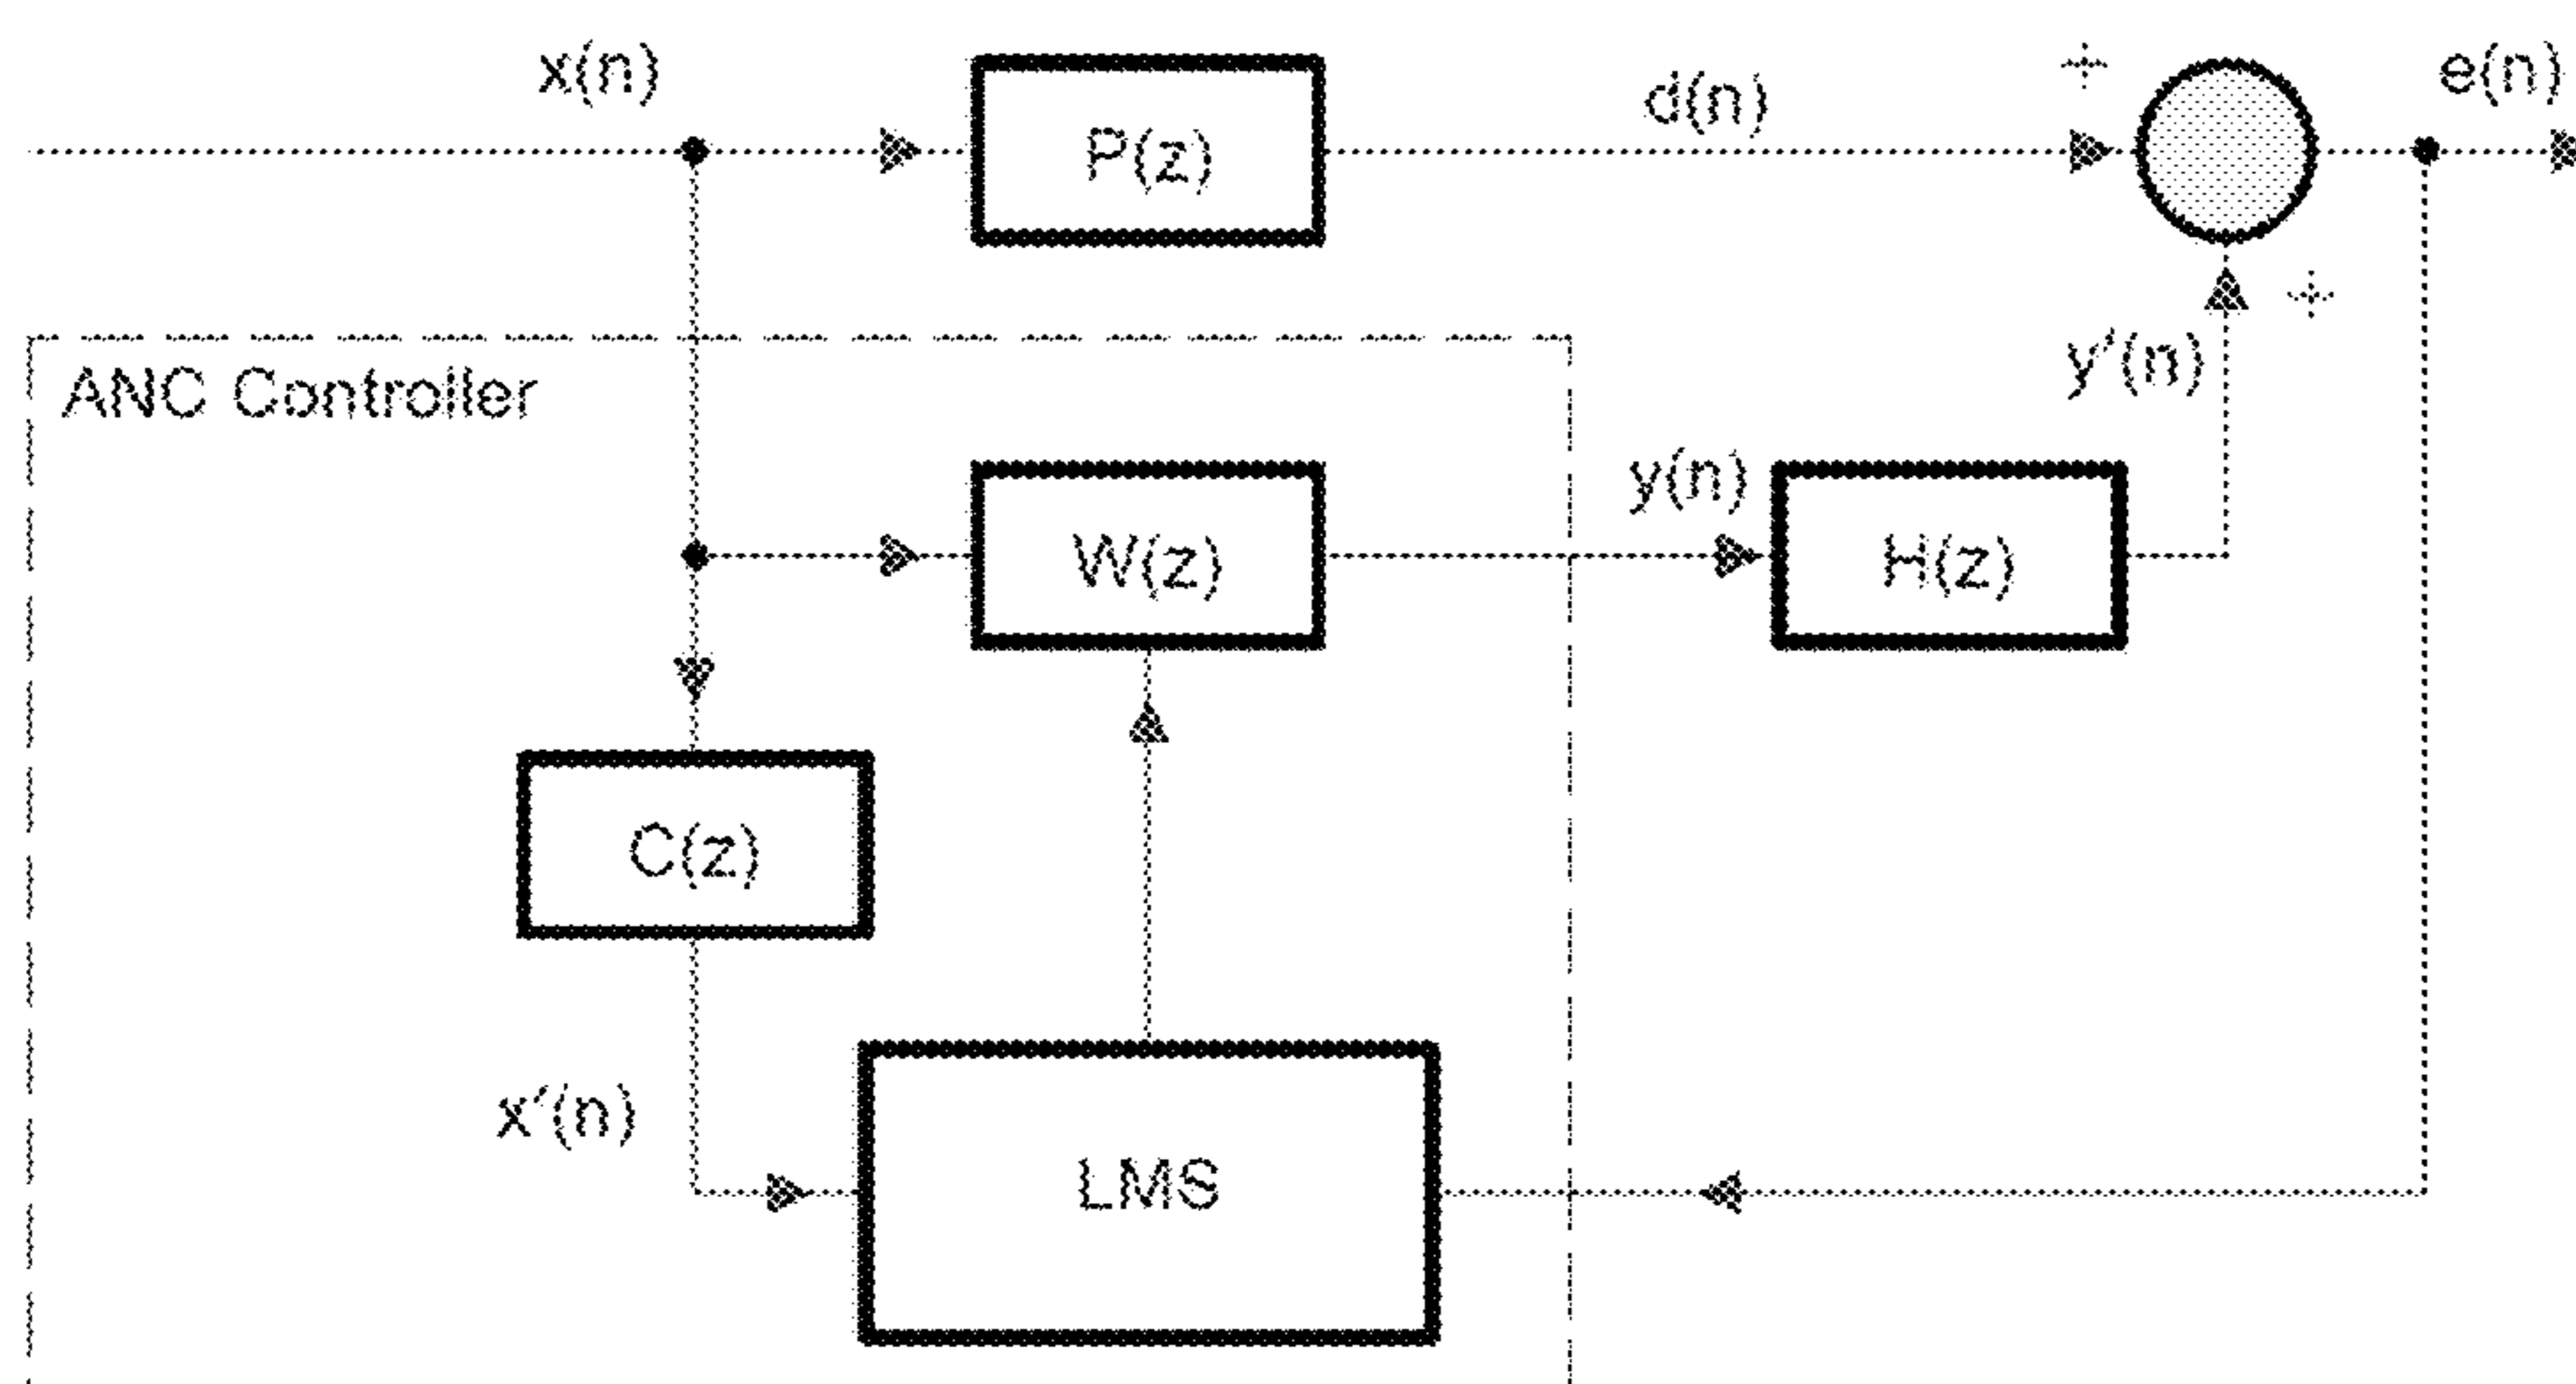 x(n)
P(z)
d(n)
+
e(n)
+
y'(n)
ANC Controller
W(z)
y(n)
H(z)
C(z)
x'(n)
LMS